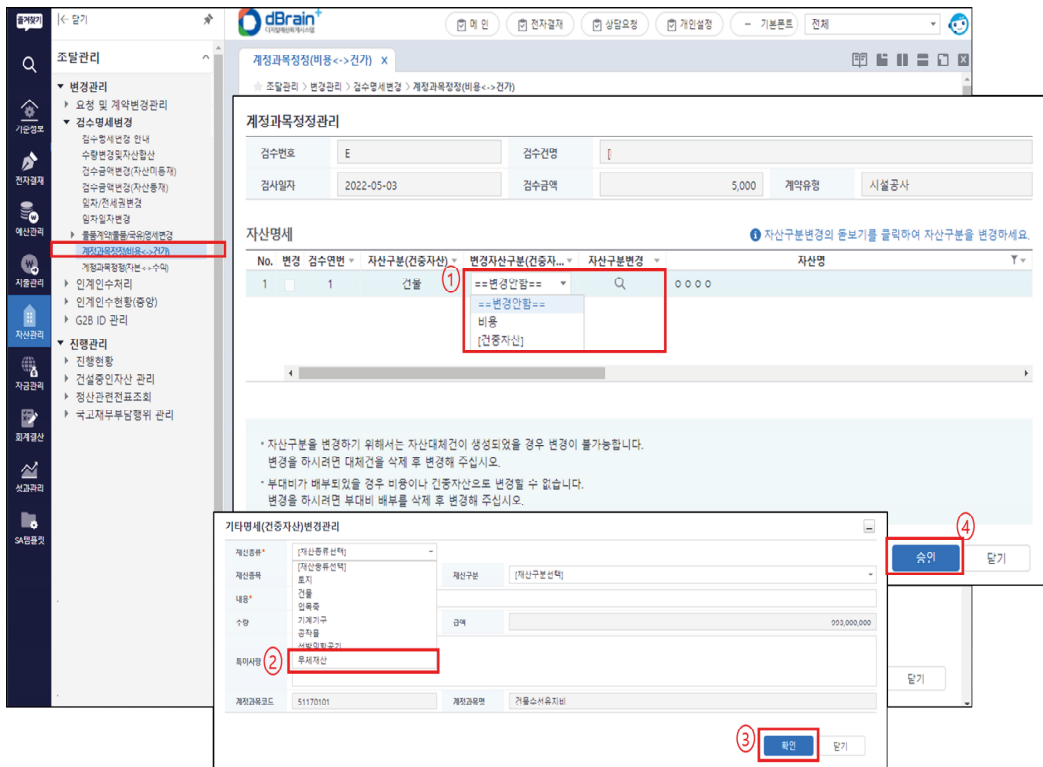 즐겨찾기
닫기
dBrain+
디지털예산회계시스템
메 인
전자결재
상담요청
개인설정
- 기본폰트
전체
조달관리
계정과목정정(비용<->건가) X
조달관리 > 변경관리 > 검수명세변경 > 계정과목정정(비용<->건가)
변경관리
요청 및 계약변경관리
검수명세변경
검수명세변경 안내
수량변경및자산합산
검수금액변경(자산미등재)
검수금액변경(자산등재)
임차/전세권변경
임차일자변경
물품계약(물품/국유)명세변경
계정과목정정(비용<->건가)
계정과목정정(자본<->수익)
인계인수처리
인계인수현황(중앙)
G2B ID 관리
진행관리
진행현황
건설중인자산 관리
정산관련전표조회
국고채무부담행위 관리
기준정보
전자결재
예산관리
지출관리
자산관리
자금관리
회계결산
성과관리
SA템플릿
계정과목정정관리
검수번호
E
검수건명
검사일자
2022-05-03
검수금액
5,000
계약유형
시설공사
자산명세
자산구분변경의 돋보기를 클릭하여 자산구분을 변경하세요.
No. 변경 검수연번 자산구분(건중자산) 변경자산구분(건중자... 자산구분변경 자산명
1 1 건물 ==변경안함== ㅇㅇㅇㅇ
①
==변경안함==
비용
[건중자산]
* 자산구분을 변경하기 위해서는 자산대체건이 생성되었을 경우 변경이 불가능합니다.
변경을 하시려면 대체건을 삭제 후 변경해 주십시오.
* 부대비가 배부되었을 경우 비용이나 건중자산으로 변경할 수 없습니다.
변경을 하시려면 부대비 배부를 삭제 후 변경해 주십시오.
④
승인
닫기
기타명세(건중자산)변경관리
재산종류*
[재산종류선택]
[재산종류선택]
토지
건물
입목죽
기계기구
공작물
선박및항공기
무체재산
②
재산종목
재산구분
[재산구분선택]
내용*
수량
금액
993,000,000
특이사항
계정과목코드
51170101
계정과목명
건물수선유지비
③
확인
닫기
닫기